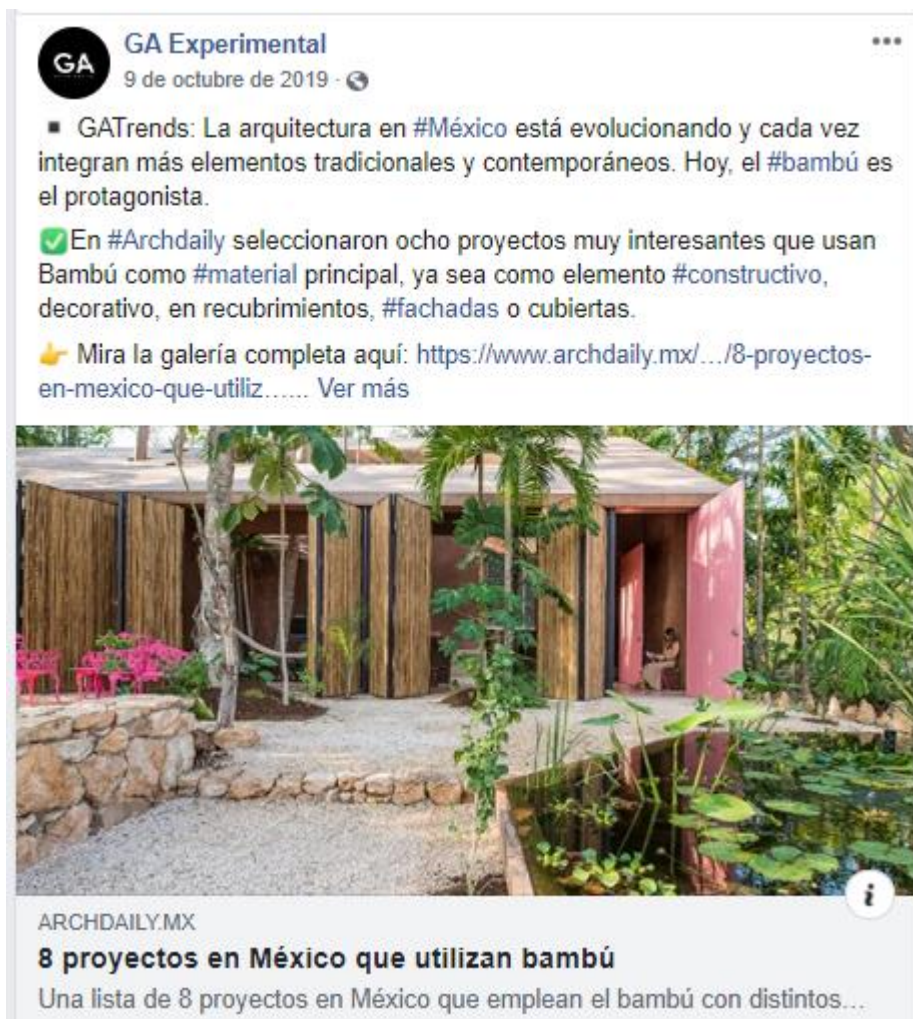 GA
GA Experimental
9 de octubre de 2019 ·
▪ GATrends: La arquitectura en #México está evolucionando y cada vez
integran más elementos tradicionales y contemporáneos. Hoy, el #bambú es
el protagonista.
✅En #Archdaily seleccionaron ocho proyectos muy interesantes que usan
Bambú como #material principal, ya sea como elemento #constructivo,
decorativo, en recubrimientos, #fachadas o cubiertas.
👉 Mira la galería completa aquí: https://www.archdaily.mx/…/8-proyectos-
en-mexico-que-utiliz…... Ver más
i
ARCHDAILY.MX
8 proyectos en México que utilizan bambú
Una lista de 8 proyectos en México que emplean el bambú con distintos…